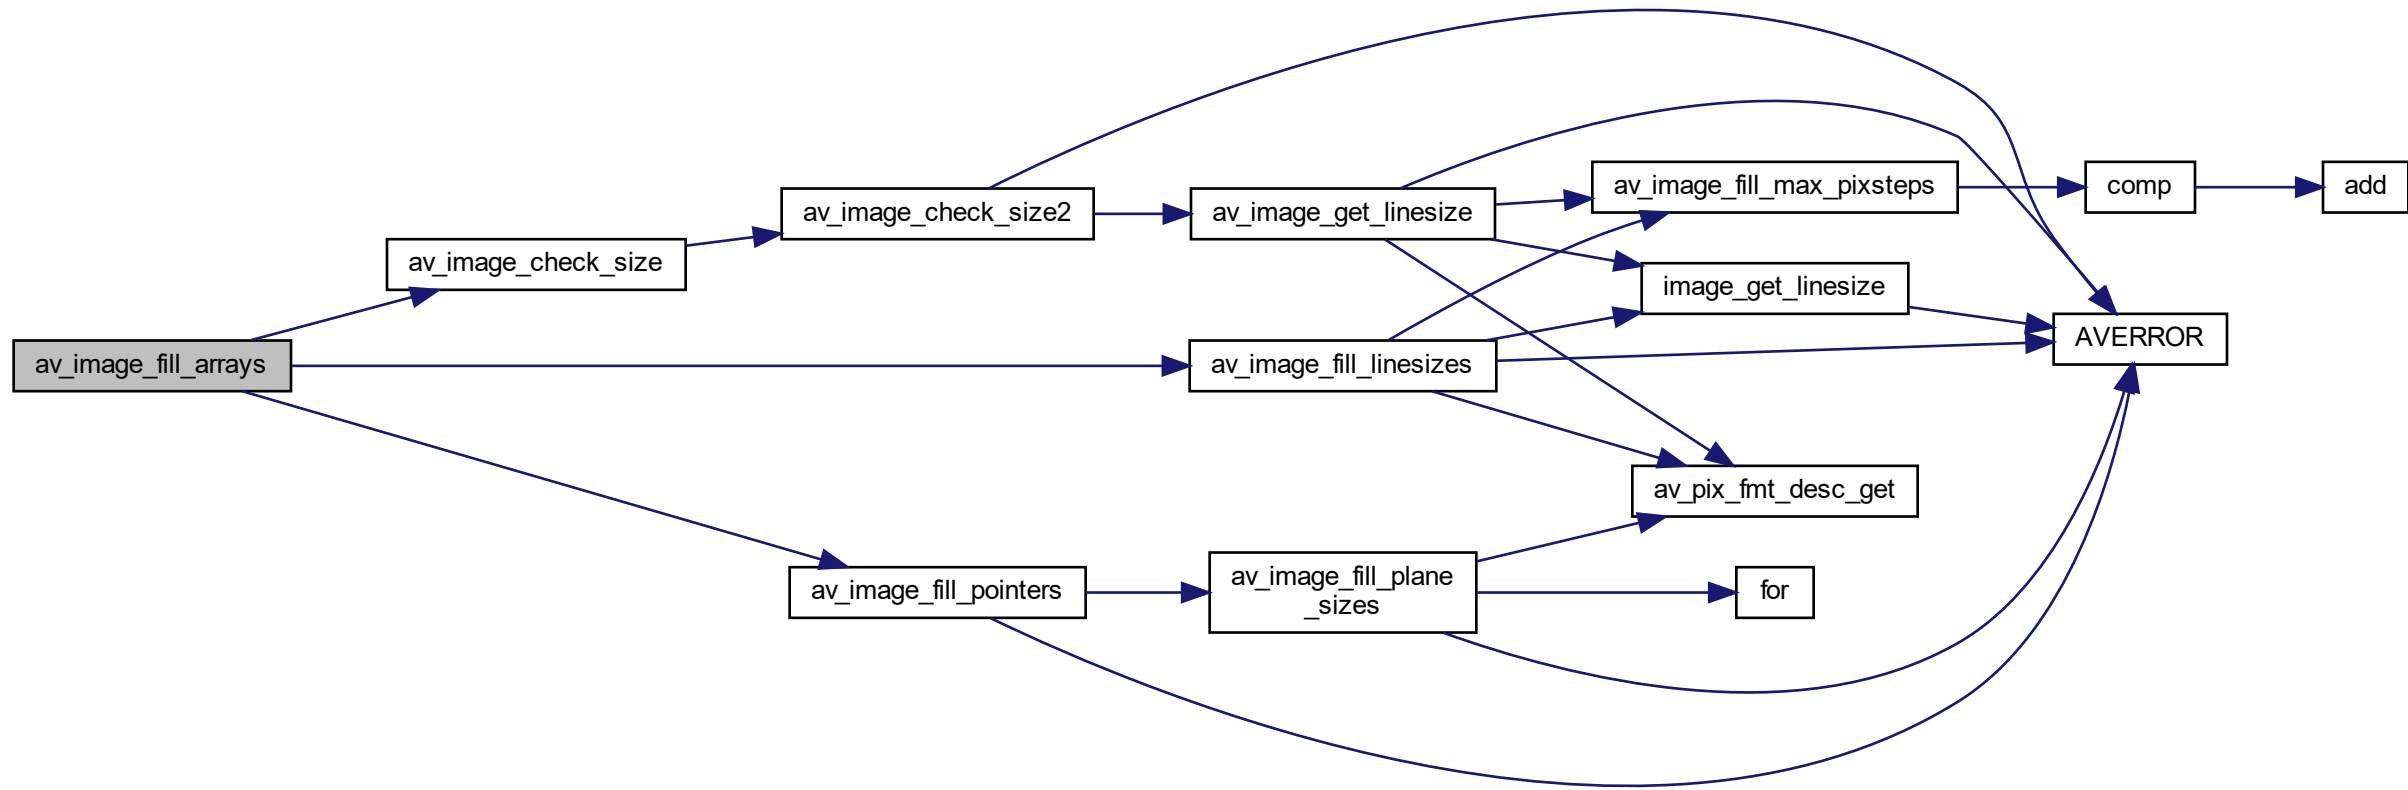 av_image_fill_arrays
av_image_check_size
av_image_check_size2
av_image_get_linesize
av_image_fill_max_pixsteps
comp
add
image_get_linesize
AVERROR
av_image_fill_linesizes
av_pix_fmt_desc_get
av_image_fill_pointers
av_image_fill_plane
_sizes
for